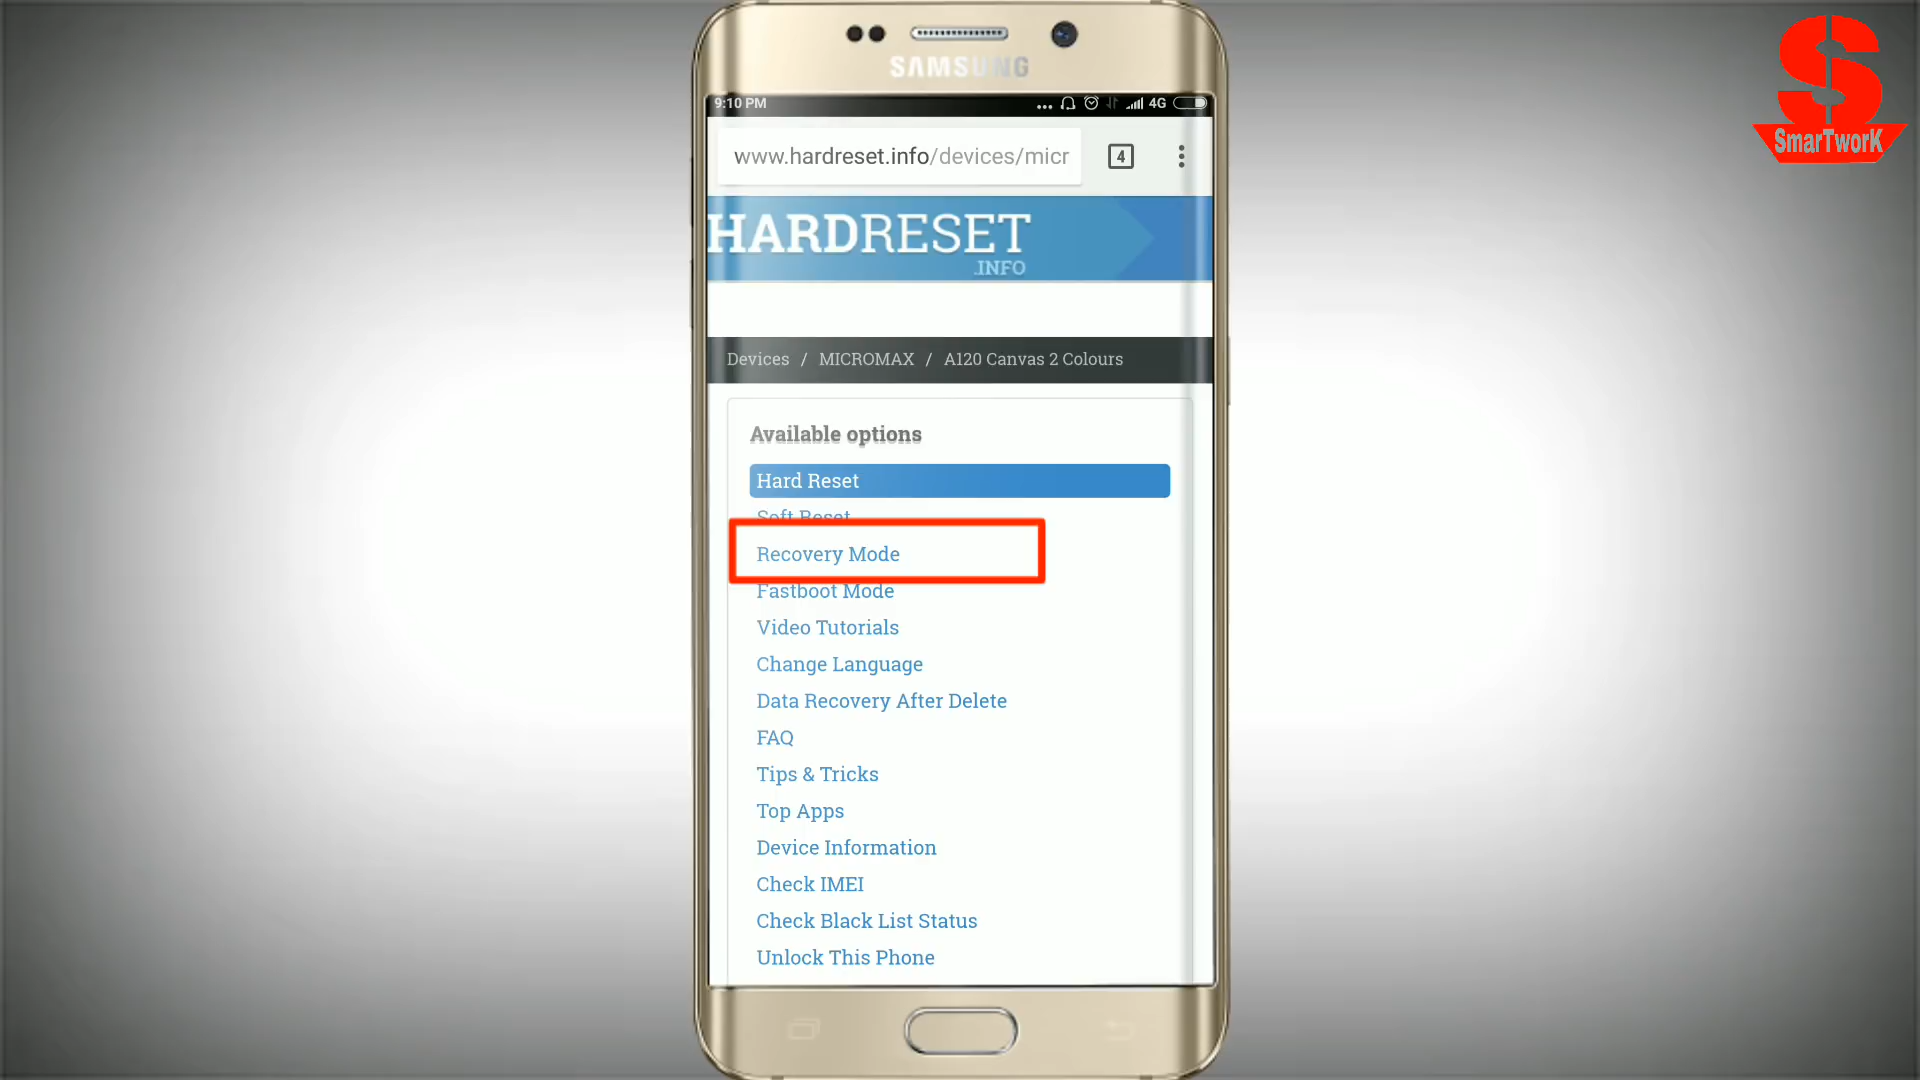 SmarTworK
SAMSUNG
9:10 PM
4G
www.hardreset.info/devices/micr
4
HARDRESET
.INFO
Devices / MICROMAX / A120 Canvas 2 Colours
Available options
Hard Reset
Soft Reset
Recovery Mode
Fastboot Mode
Video Tutorials
Change Language
Data Recovery After Delete
FAQ
Tips & Tricks
Top Apps
Device Information
Check IMEI
Check Black List Status
Unlock This Phone